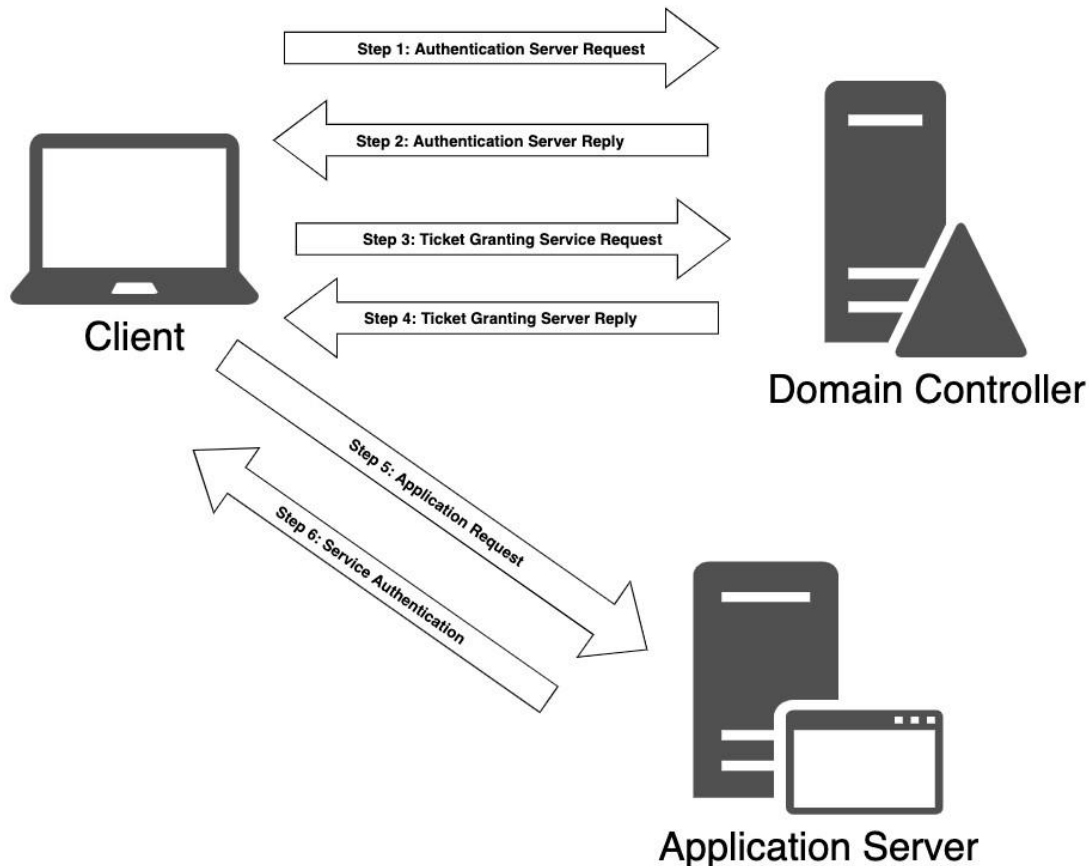 Step 1: Authentication Server Request
Step 2: Authentication Server Reply
Step 3: Ticket Granting Service Request
Step 4: Ticket Granting Server Reply
Client
Domain Controller
Step 5: Application Request
Step 6: Service Authentication
Application Server